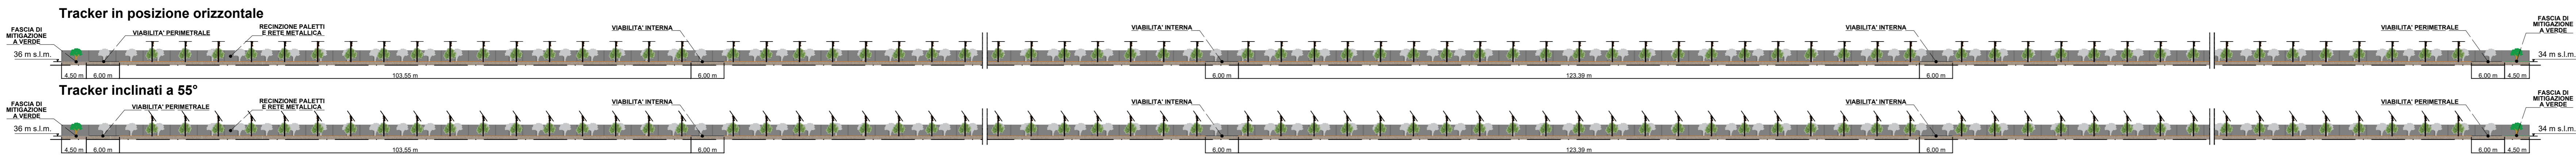 Tracker in posizione orizzontale
FASCIA DI
MITIGAZIONE
A VERDE
36 m s.l.m.
VIABILITA' PERIMETRALE
RECINZIONE PALETTI
E RETE METALLICA
VIABILITA' INTERNA
VIABILITA' INTERNA
VIABILITA' INTERNA
VIABILITA' PERIMETRALE
FASCIA DI
MITIGAZIONE
A VERDE
34 m s.l.m.
4.50 m
6.00 m
103.55 m
6.00 m
6.00 m
123.39 m
6.00 m
6.00 m
4.50 m
Tracker inclinati a 55°
FASCIA DI
MITIGAZIONE
A VERDE
36 m s.l.m.
VIABILITA' PERIMETRALE
RECINZIONE PALETTI
E RETE METALLICA
VIABILITA' INTERNA
VIABILITA' INTERNA
VIABILITA' INTERNA
VIABILITA' PERIMETRALE
FASCIA DI
MITIGAZIONE
A VERDE
34 m s.l.m.
4.50 m
6.00 m
103.55 m
6.00 m
6.00 m
123.39 m
6.00 m
6.00 m
4.50 m